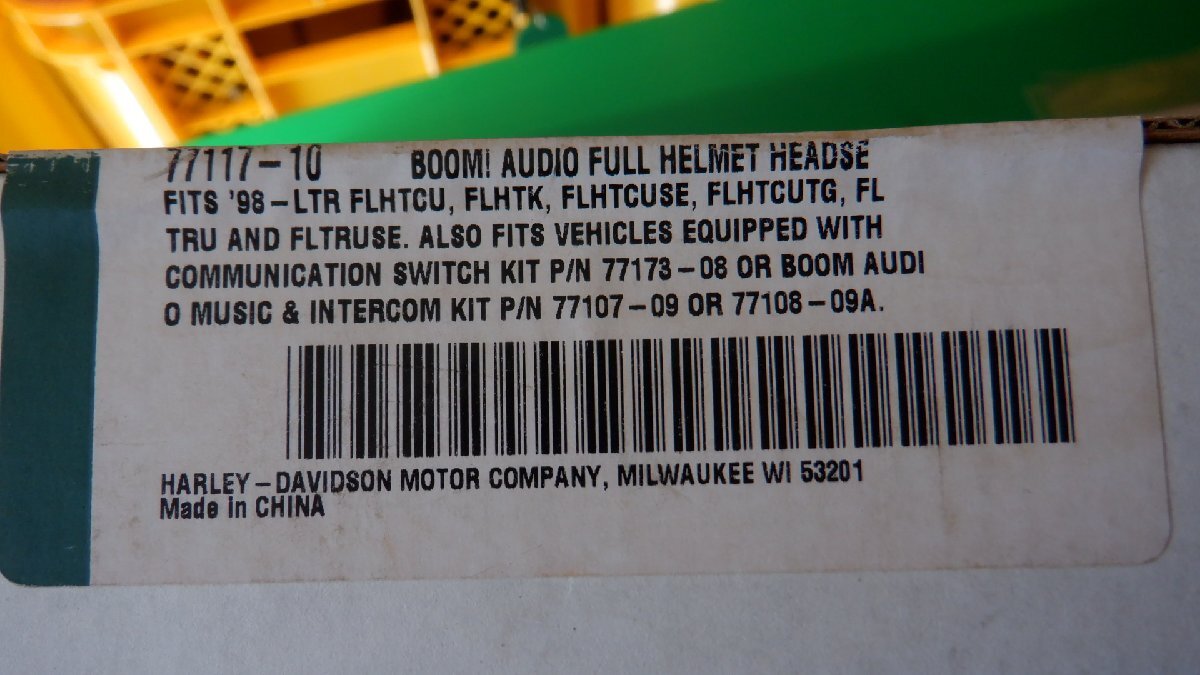 77117-10 BOOM! AUDIO FULL HELMET HEADSE
FITS '98-LTR FLHTCU, FLHTK, FLHTCUSE, FLHTCUTG, FL
TRU AND FLTRUSE. ALSO FITS VEHICLES EQUIPPED WITH
COMMUNICATION SWITCH KIT P/N 77173-08 OR BOOM AUDI
O MUSIC & INTERCOM KIT P/N 77107-09 OR 77108-09A.
HARLEY-DAVIDSON MOTOR COMPANY, MILWAUKEE WI 53201
Made in CHINA